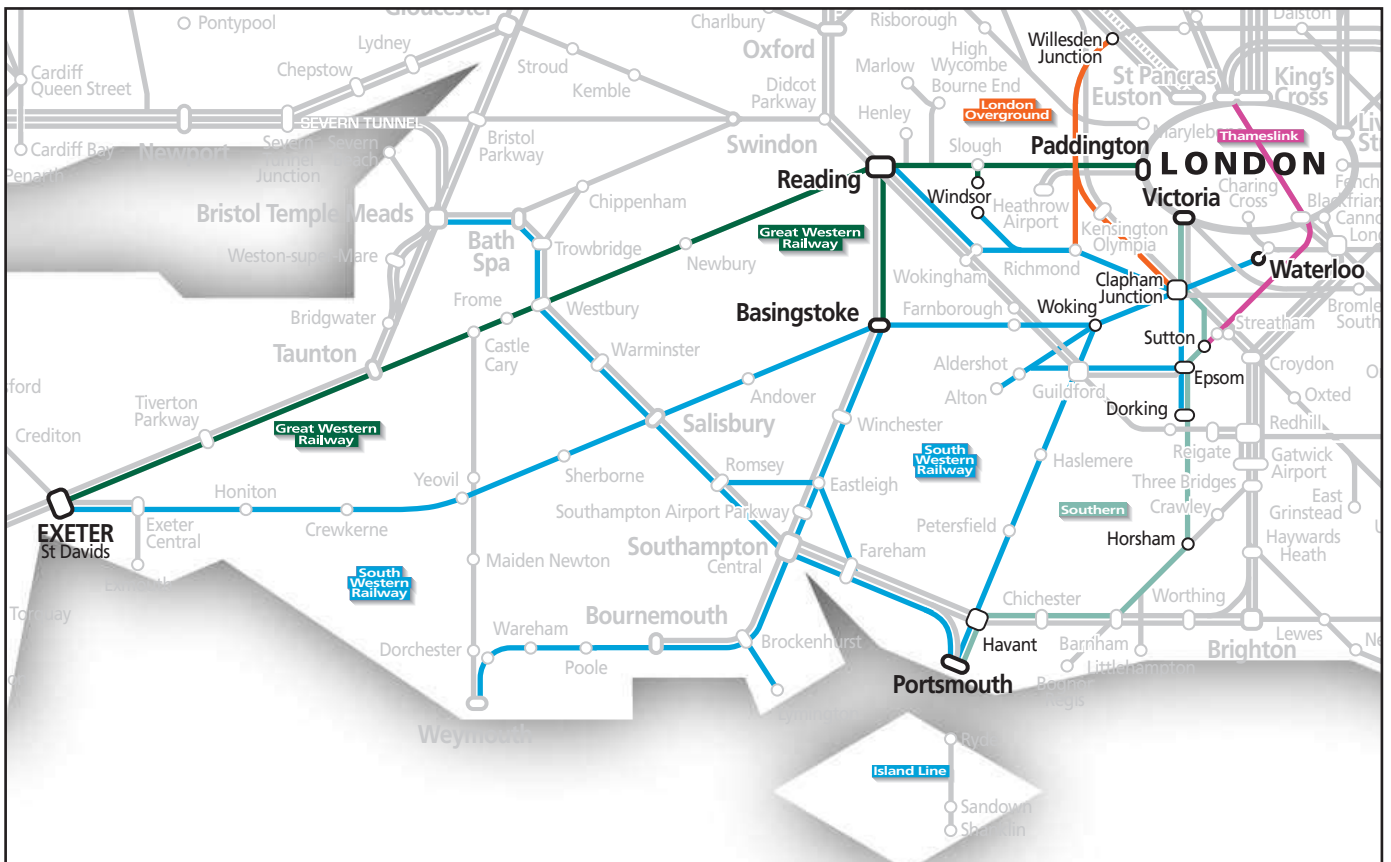 Gloucester
Charlbury
Risborough
Dalston
Pontypool
Lydney
Oxford
High
Wycombe
Willesden
Junction
Cardiff
Queen Street
Chepstow
Stroud
Kemble
Didcot
Parkway
Marlow
Bourne End
St Pancras
Euston
King's
Cross
Henley
London
Overground
SEVERN TUNNEL
Bristol
Parkway
Swindon
Marylebone
Thameslink
Cardiff Bay
Newport
Severn
Tunnel
Junction
Severn
Beach
Slough
Paddington
LONDON
Penarth
Reading
Windsor
Heathrow
Airport
Victoria
Charing
Cross
Blackfriars
Bristol Temple Meads
Chippenham
Kensington
Olympia
Bath
Spa
Trowbridge
Great Western
Railway
Weston-super-Mare
Newbury
Wokingham
Richmond
Waterloo
Clapham
Junction
Frome
Westbury
Basingstoke
Farnborough
Woking
Bridgwater
Sutton
Streatham
Taunton
Castle
Cary
Warminster
Aldershot
Croydon
Epsom
Andover
Alton
Guildford
Oxted
Tiverton
Parkway
Dorking
Great Western
Railway
Salisbury
Winchester
Redhill
Crediton
South
Western
Railway
Reigate
Haslemere
Gatwick
Airport
Yeovil
Romsey
Three Bridges
Honiton
Sherborne
Eastleigh
East
Grinstead
Exeter
Central
Crewkerne
Southampton Airport Parkway
Southern
Crawley
EXETER
St Davids
Petersfield
Southampton
Central
Fareham
Horsham
Haywards
Heath
Maiden Newton
South
Western
Railway
Torquay
Bournemouth
Chichester
Worthing
Wareham
Dorchester
Poole
Brockenhurst
Havant
Barnham
Brighton
Lewes
Littlehampton
Portsmouth
Bognor
Regis
Lymington
Weymouth
Ryde
Island Line
Sandown
Shanklin